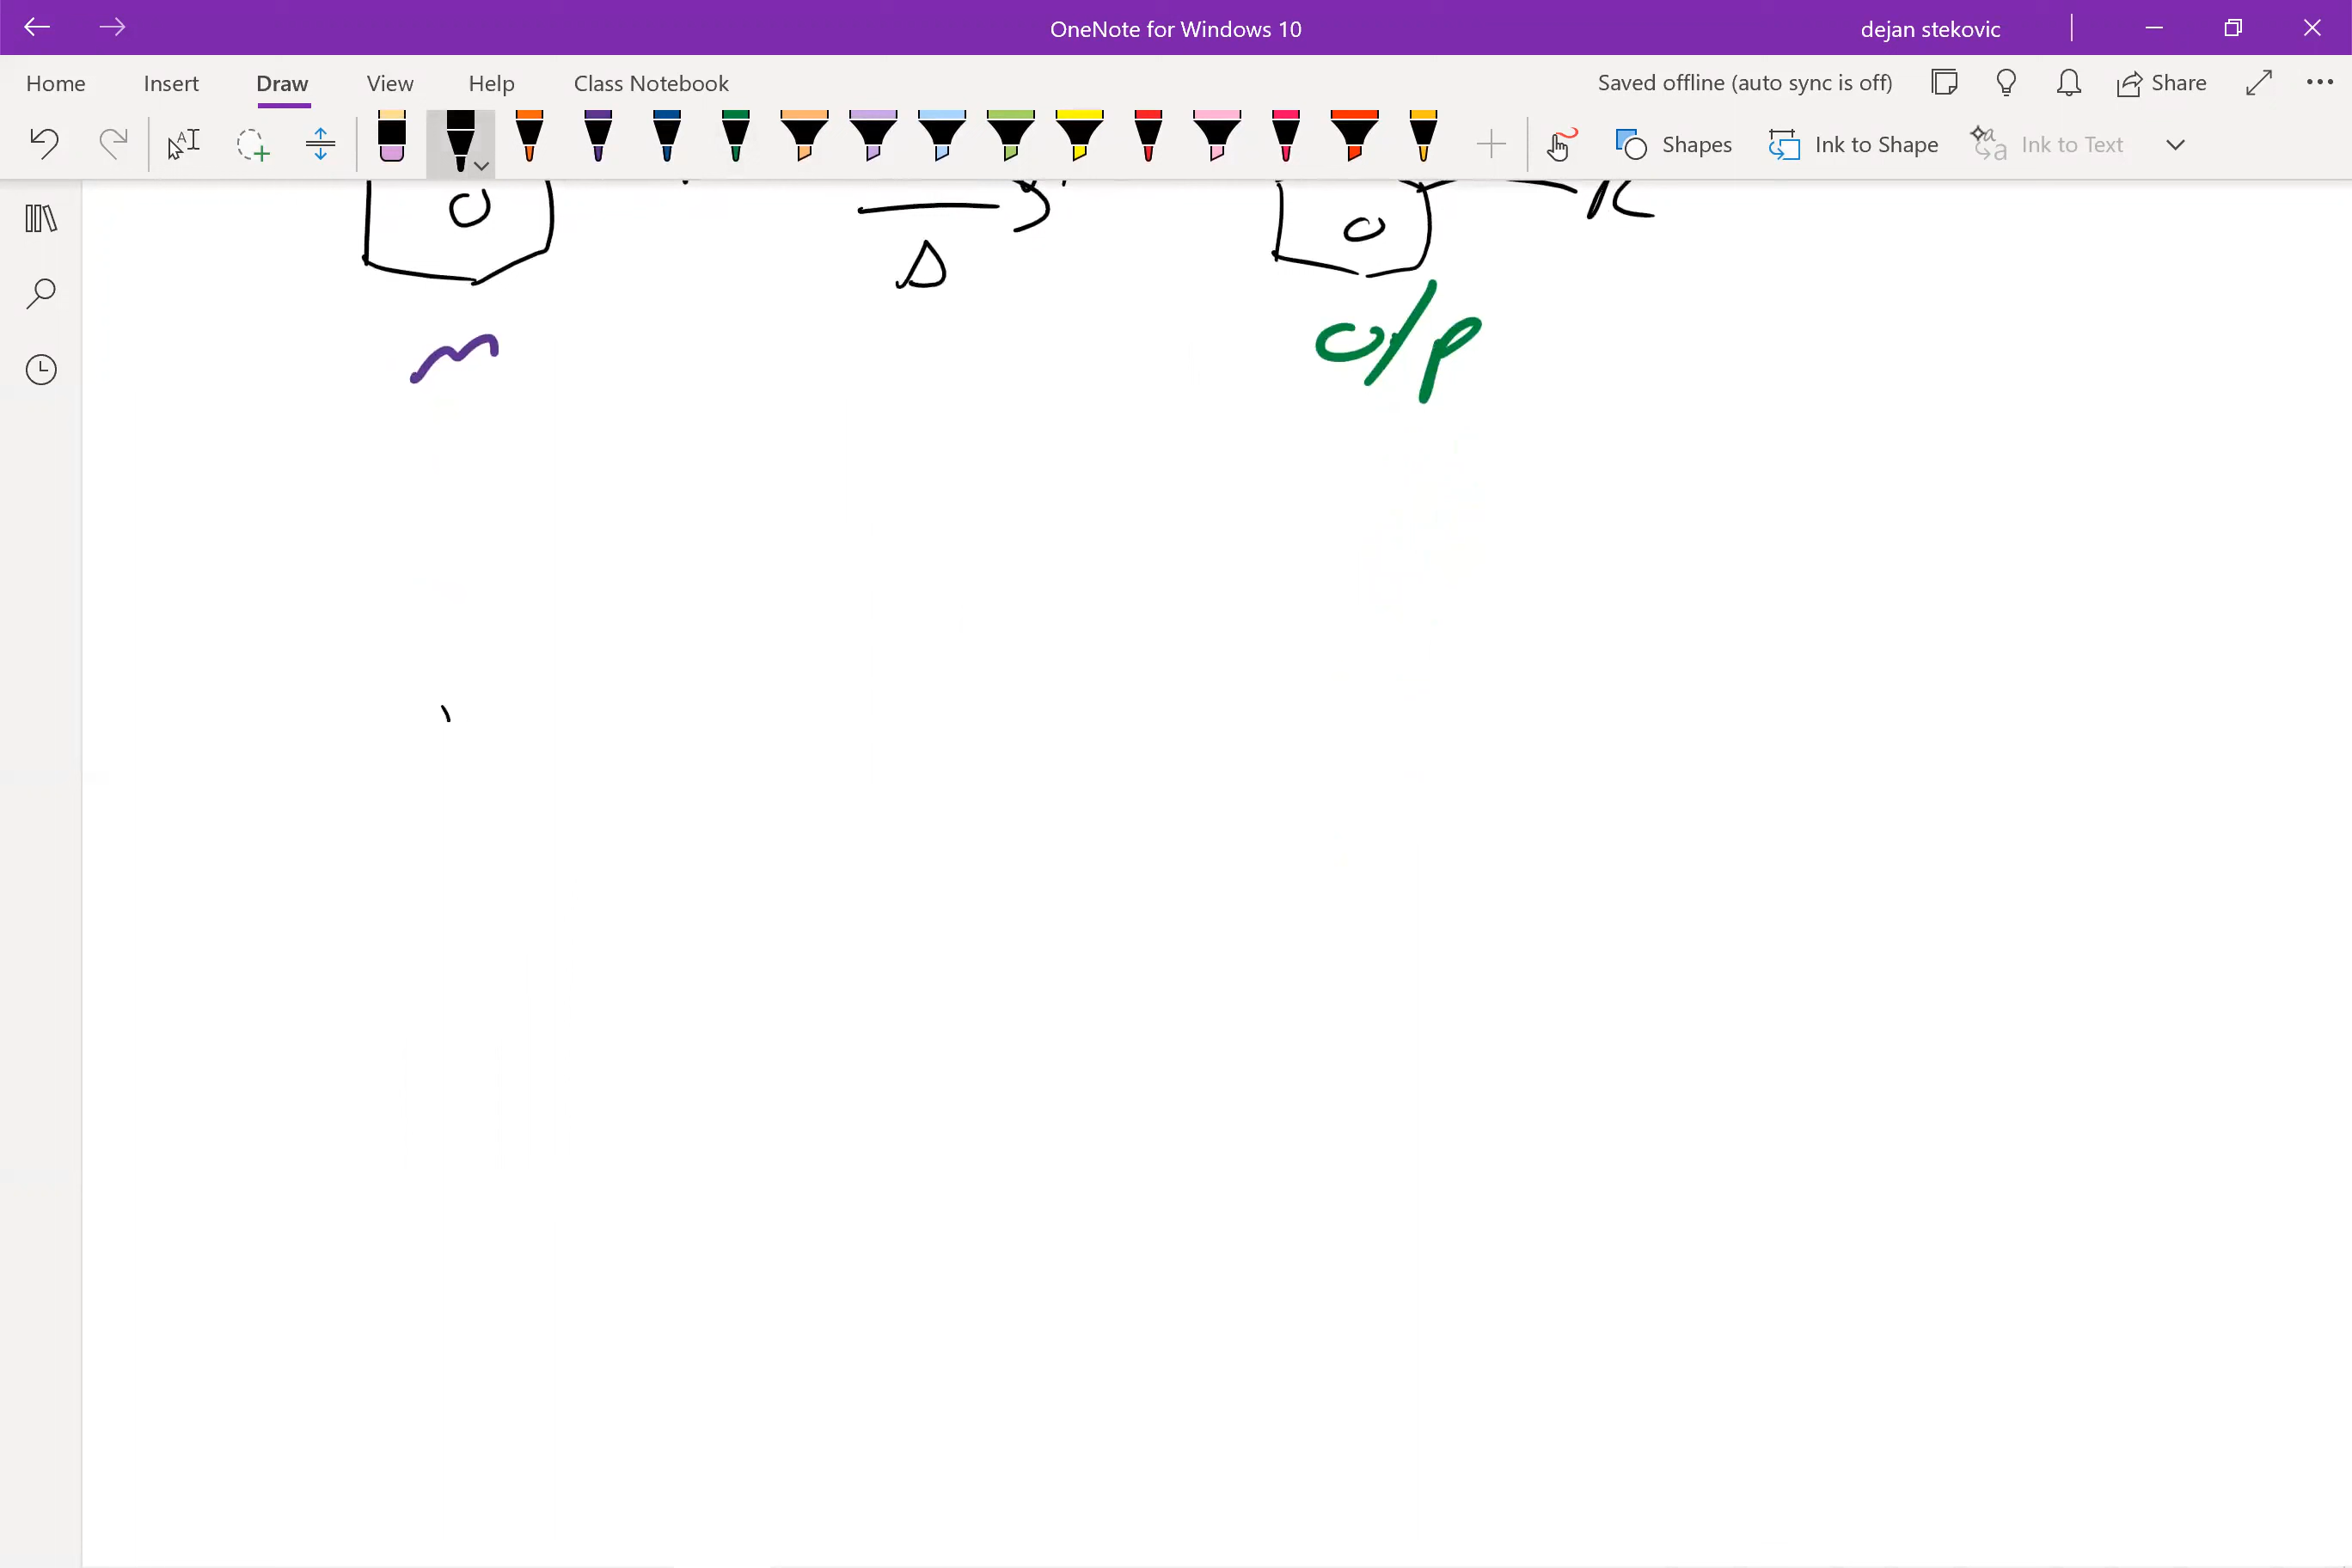 OneNote for Windows 10 dejan stekovic
Home Insert Draw View Help Class Notebook Saved offline (auto sync is off) Share
Shapes Ink to Shape Ink to Text
R
Δ
m o/p